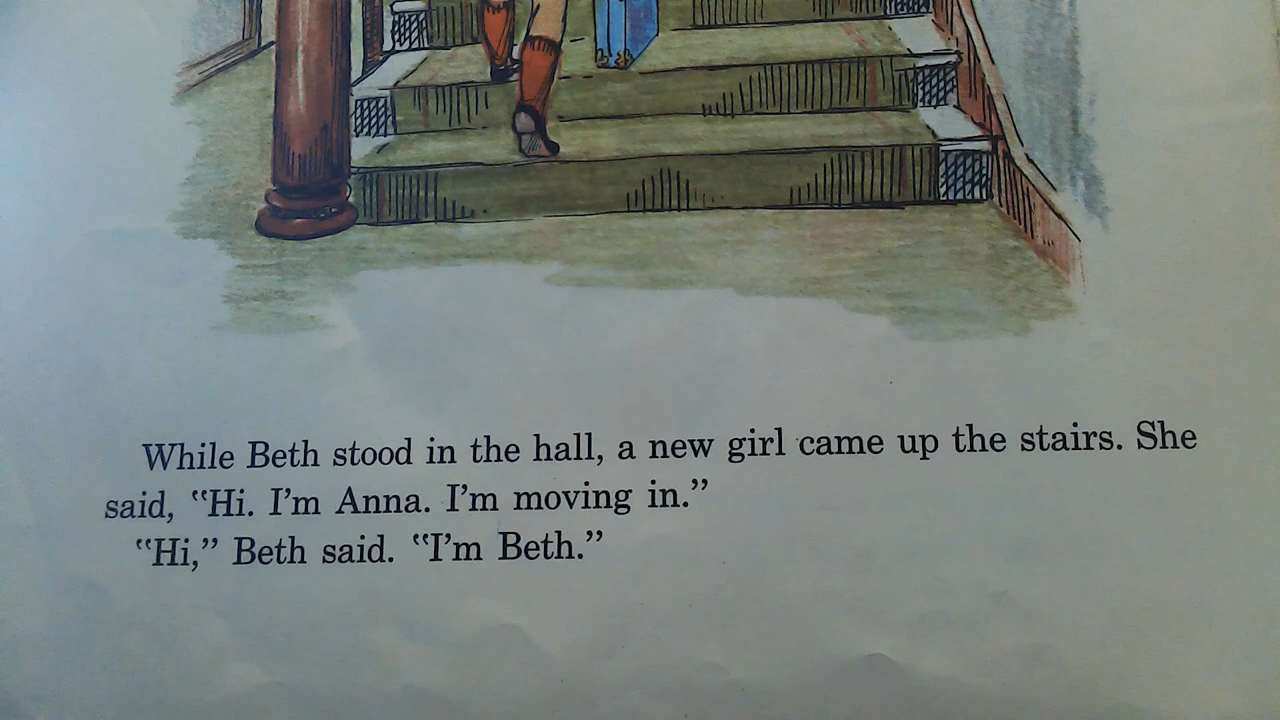 While Beth stood in the hall, a new girl came up the stairs. She
said, “Hi. I’m Anna. I’m moving in.”
“Hi,” Beth said. “I’m Beth.”